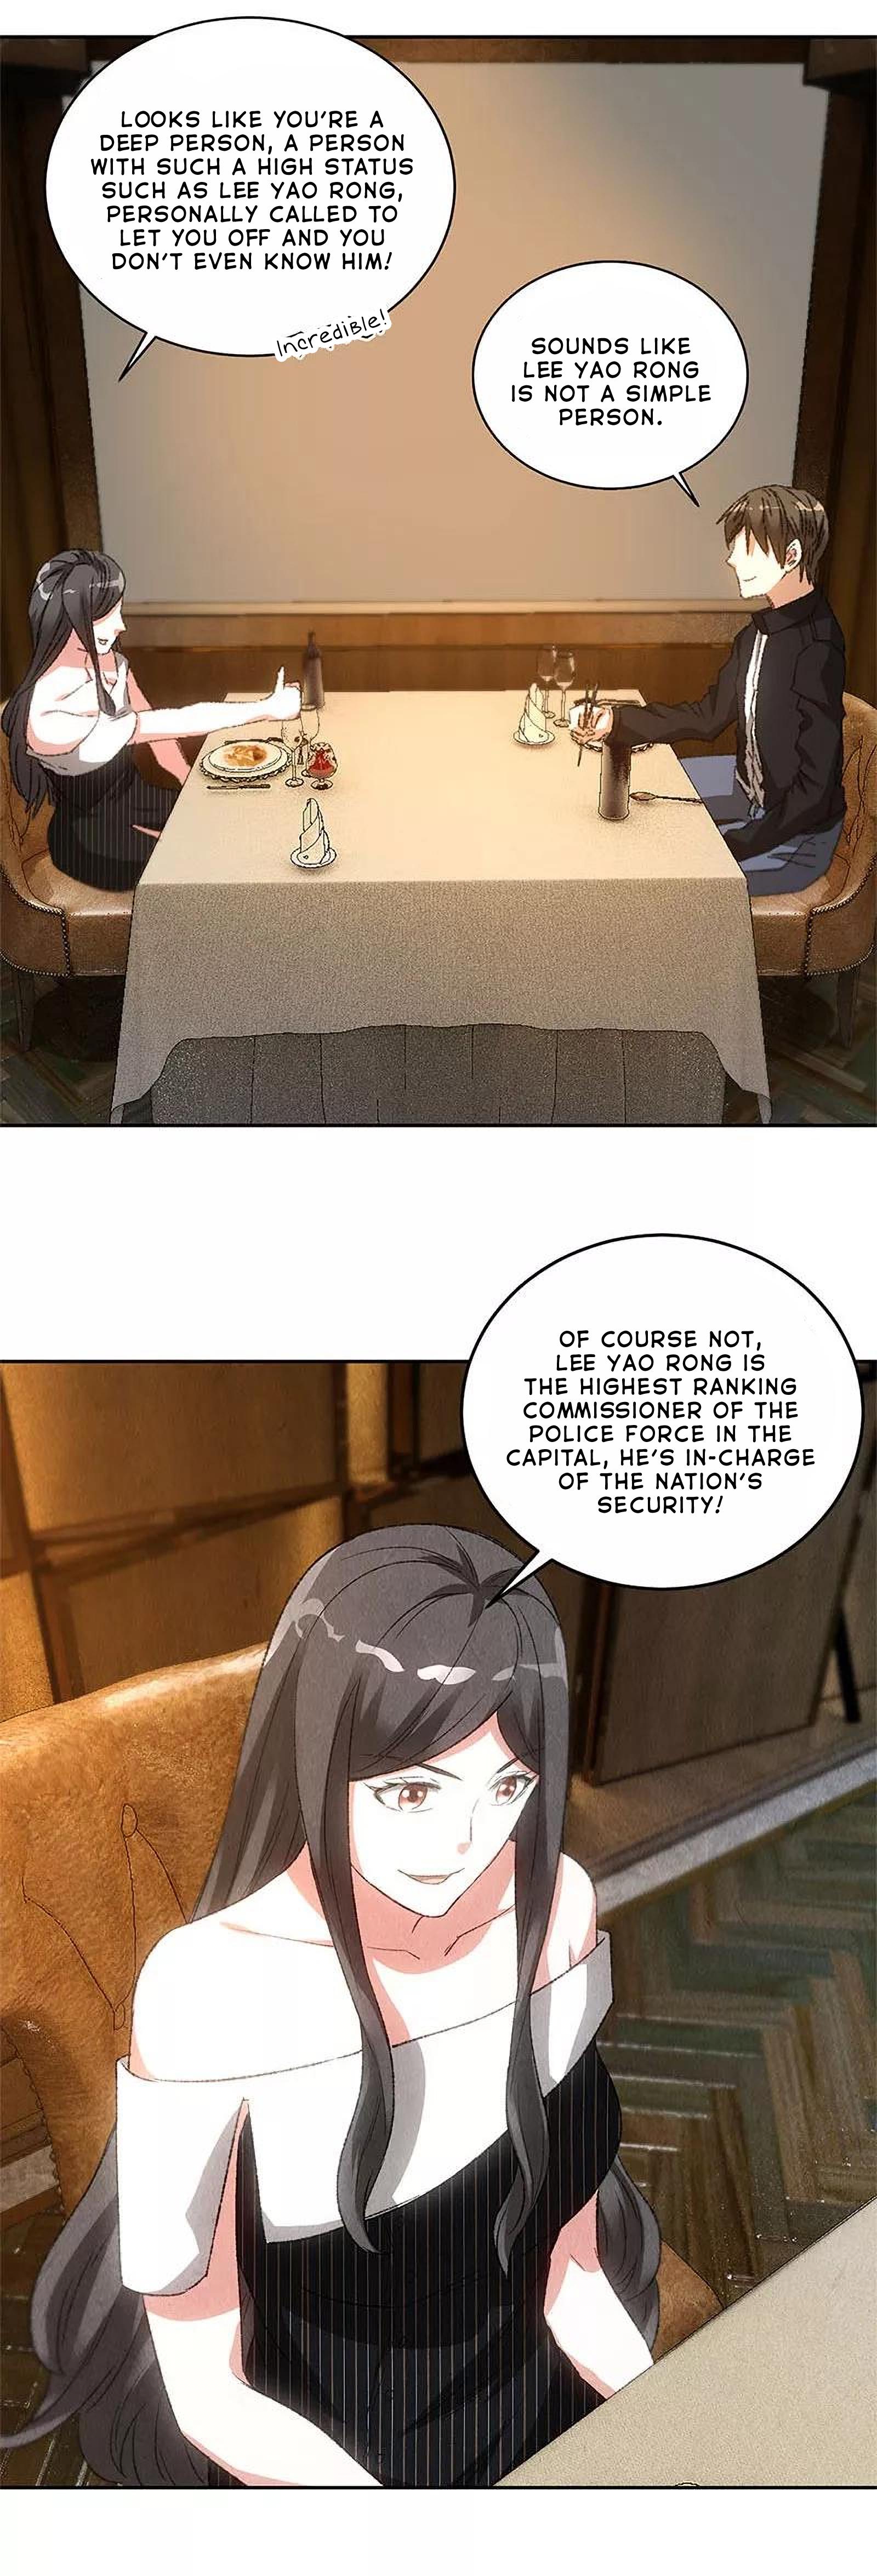 LOOKS LIKE YOU'RE A
DEEP PERSON, A PERSON
WITH SUCH A HIGH STATUS
SUCH AS LEE YAO RONG,
PERSONALLY CALLED TO
LET YOU OFF AND YOU
DON'T EVEN KNOW HIM!
Incredible!
SOUNDS LIKE
LEE YAO RONG
IS NOT A SIMPLE
PERSON.
OF COURSE NOT,
LEE YAO RONG IS
THE HIGHEST RANKING
COMMISSIONER OF THE
POLICE FORCE IN THE
CAPITAL, HE'S IN-CHARGE
OF THE NATION'S
SECURITY!